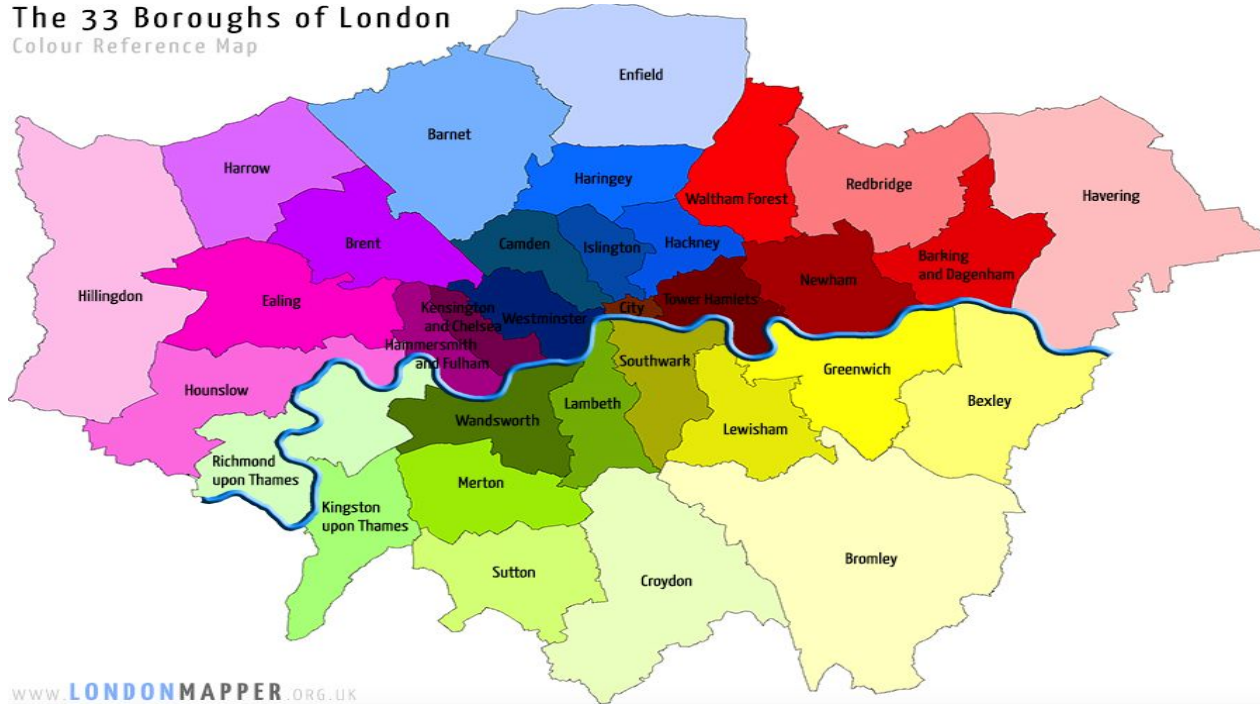 The 33 Boroughs of London
Colour Reference Map
Enfield
Barnet
Harrow
Haringey
Waltham Forest
Redbridge
Havering
Brent
Camden
Islington
Hackney
Barking
and Dagenham
Hillingdon
Ealing
Kensington
and Chelsea
Westminster
City
Tower Hamlets
Newham
Hammersmith
and Fulham
Southwark
Greenwich
Hounslow
Wandsworth
Lambeth
Lewisham
Bexley
Richmond
upon Thames
Merton
Kingston
upon Thames
Sutton
Croydon
Bromley
WWW.LONDONMAPPER.ORG.UK